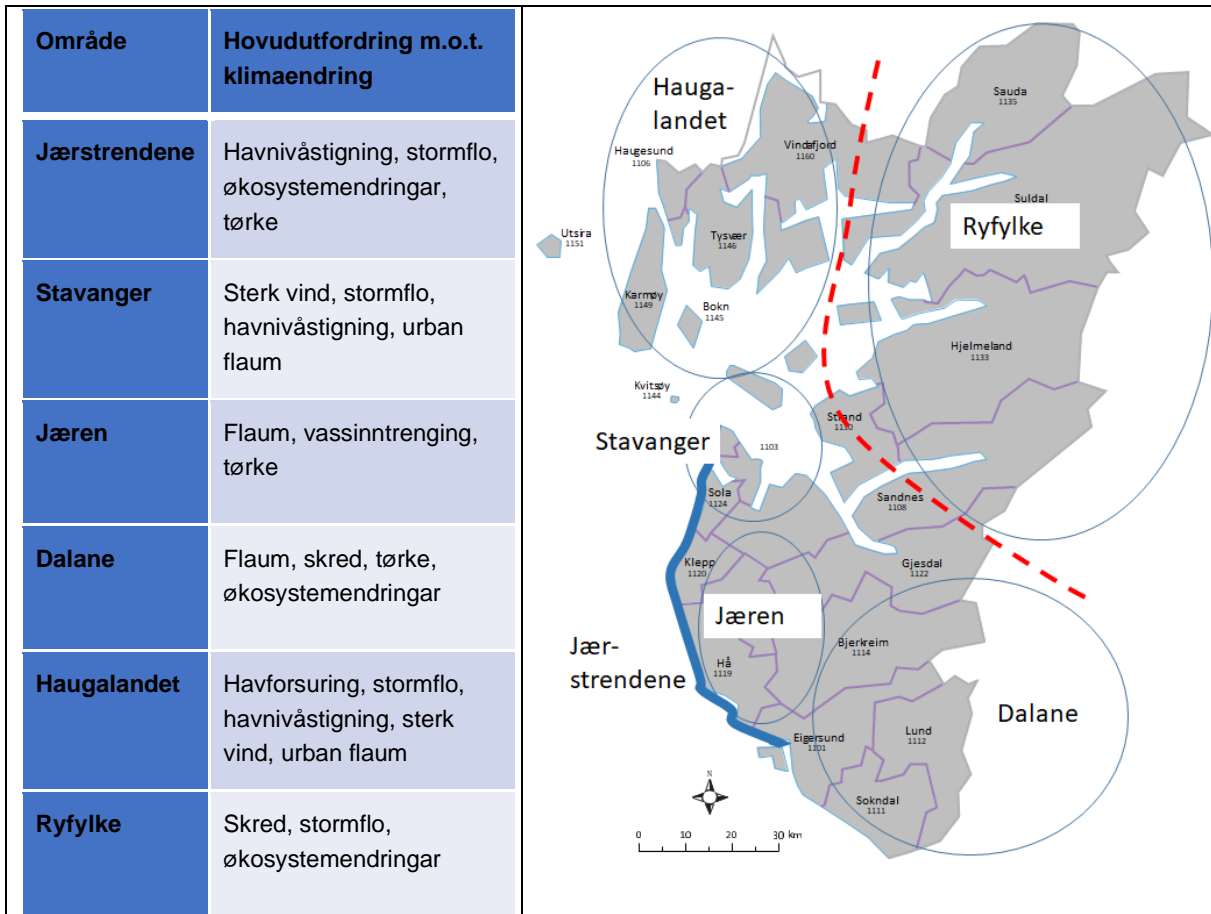 Område
Hovudutfordring m.o.t.
klimaendring
Jærstrendene
Havnivåstigning, stormflo,
økosystemendringar,
tørke
Stavanger
Sterk vind, stormflo,
havnivåstigning, urban
flaum
Jæren
Flaum, vassinntrenging,
tørke
Dalane
Flaum, skred, tørke,
økosystemendringar
Haugalandet
Havforsuring, stormflo,
havnivåstigning, sterk
vind, urban flaum
Ryfylke
Skred, stormflo,
økosystemendringar
Hauga-
landet
Sauda
1135
Haugesund
1106
Vindafjord
1160
Suldal
Ryfylke
Utsira
1151
Tysvær
1146
Karmøy
1149
Bokn
1145
Hjelmeland
1133
Kvitsøy
1144
Strand
1130
Stavanger
1103
Sola
1124
Sandnes
1108
Klepp
1120
Gjesdal
1122
Jæren
Bjerkreim
1114
Jær-
strendene
Hå
1119
Dalane
Eigersund
1101
Lund
1112
Sokndal
1111
N
0 10 20 30 km